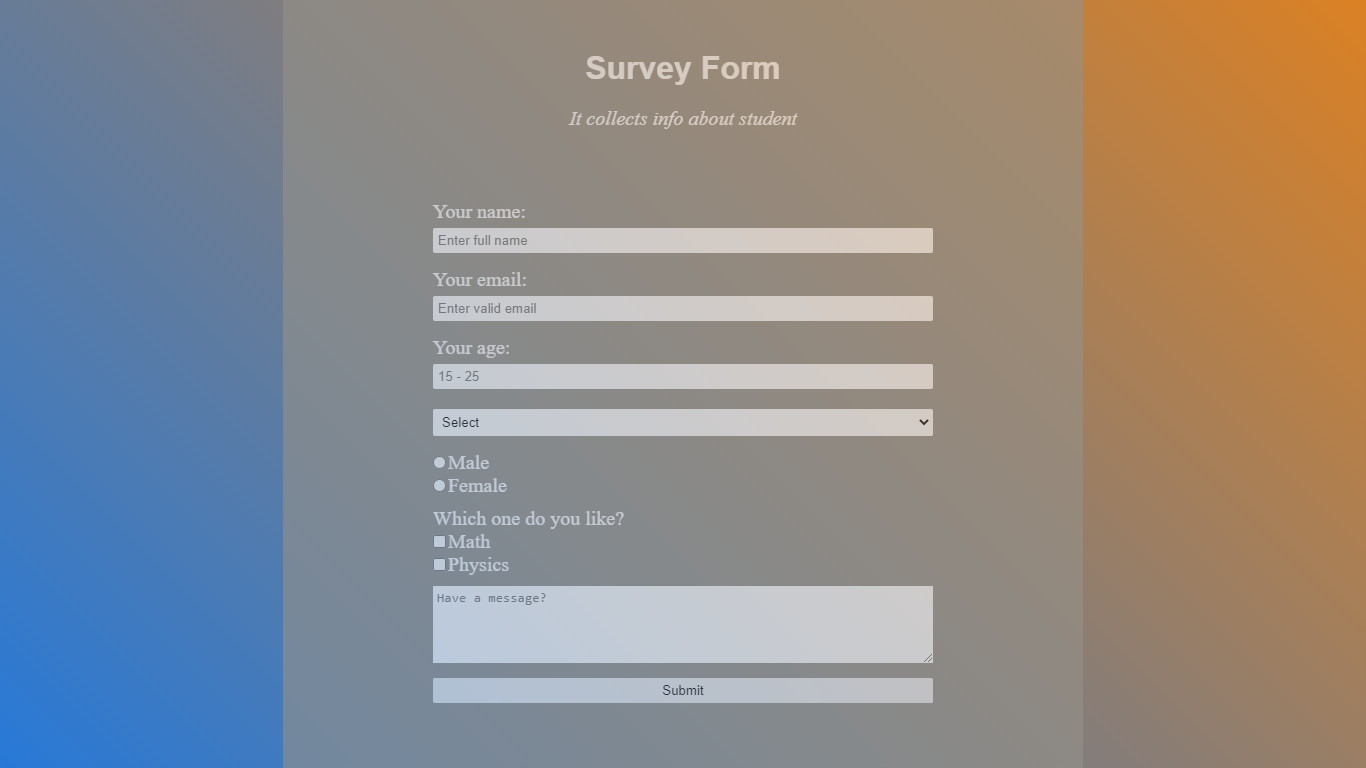 Survey Form
It collects info about student
Your name:
Enter full name
Your email:
Enter valid email
Your age:
15 - 25
Select
Male
Female
Which one do you like?
Math
Physics
Have a message?
Submit